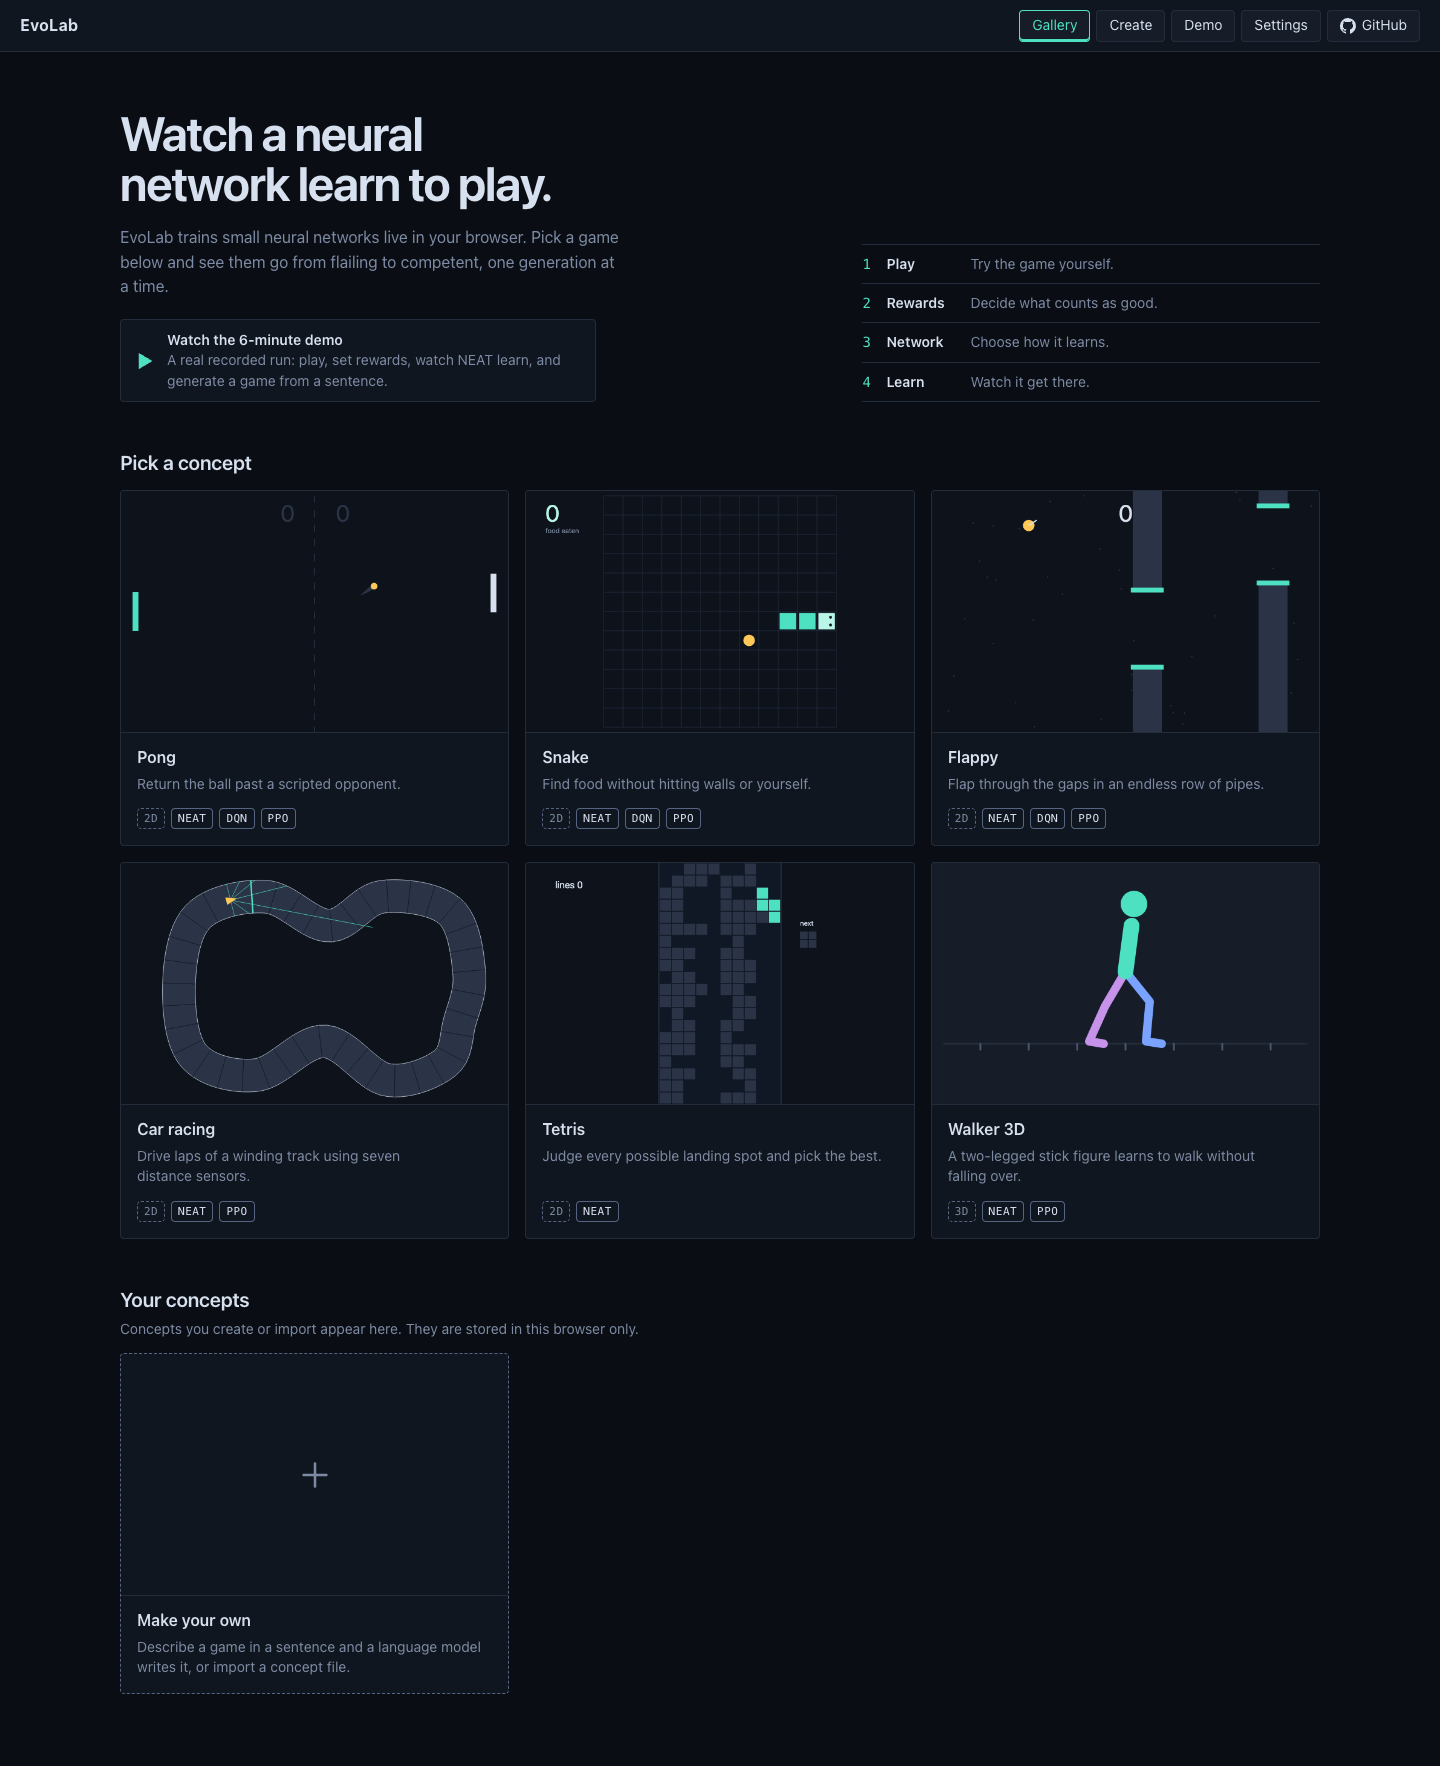 EvoLab
Gallery
Create
Demo
Settings
GitHub
Watch a neural
network learn to play.
EvoLab trains small neural networks live in your browser. Pick a game
below and see them go from flailing to competent, one generation at
a time.
Watch the 6-minute demo
A real recorded run: play, set rewards, watch NEAT learn, and
generate a game from a sentence.
1 Play Try the game yourself.
2 Rewards Decide what counts as good.
3 Network Choose how it learns.
4 Learn Watch it get there.
Pick a concept
0 0
Pong
Return the ball past a scripted opponent.
2D NEAT DQN PPO
0
food eaten
Snake
Find food without hitting walls or yourself.
2D NEAT DQN PPO
0
Flappy
Flap through the gaps in an endless row of pipes.
2D NEAT DQN PPO
Car racing
Drive laps of a winding track using seven
distance sensors.
2D NEAT PPO
lines 0
next
Tetris
Judge every possible landing spot and pick the best.
2D NEAT
Walker 3D
A two-legged stick figure learns to walk without
falling over.
3D NEAT PPO
Your concepts
Concepts you create or import appear here. They are stored in this browser only.
Make your own
Describe a game in a sentence and a language model
writes it, or import a concept file.